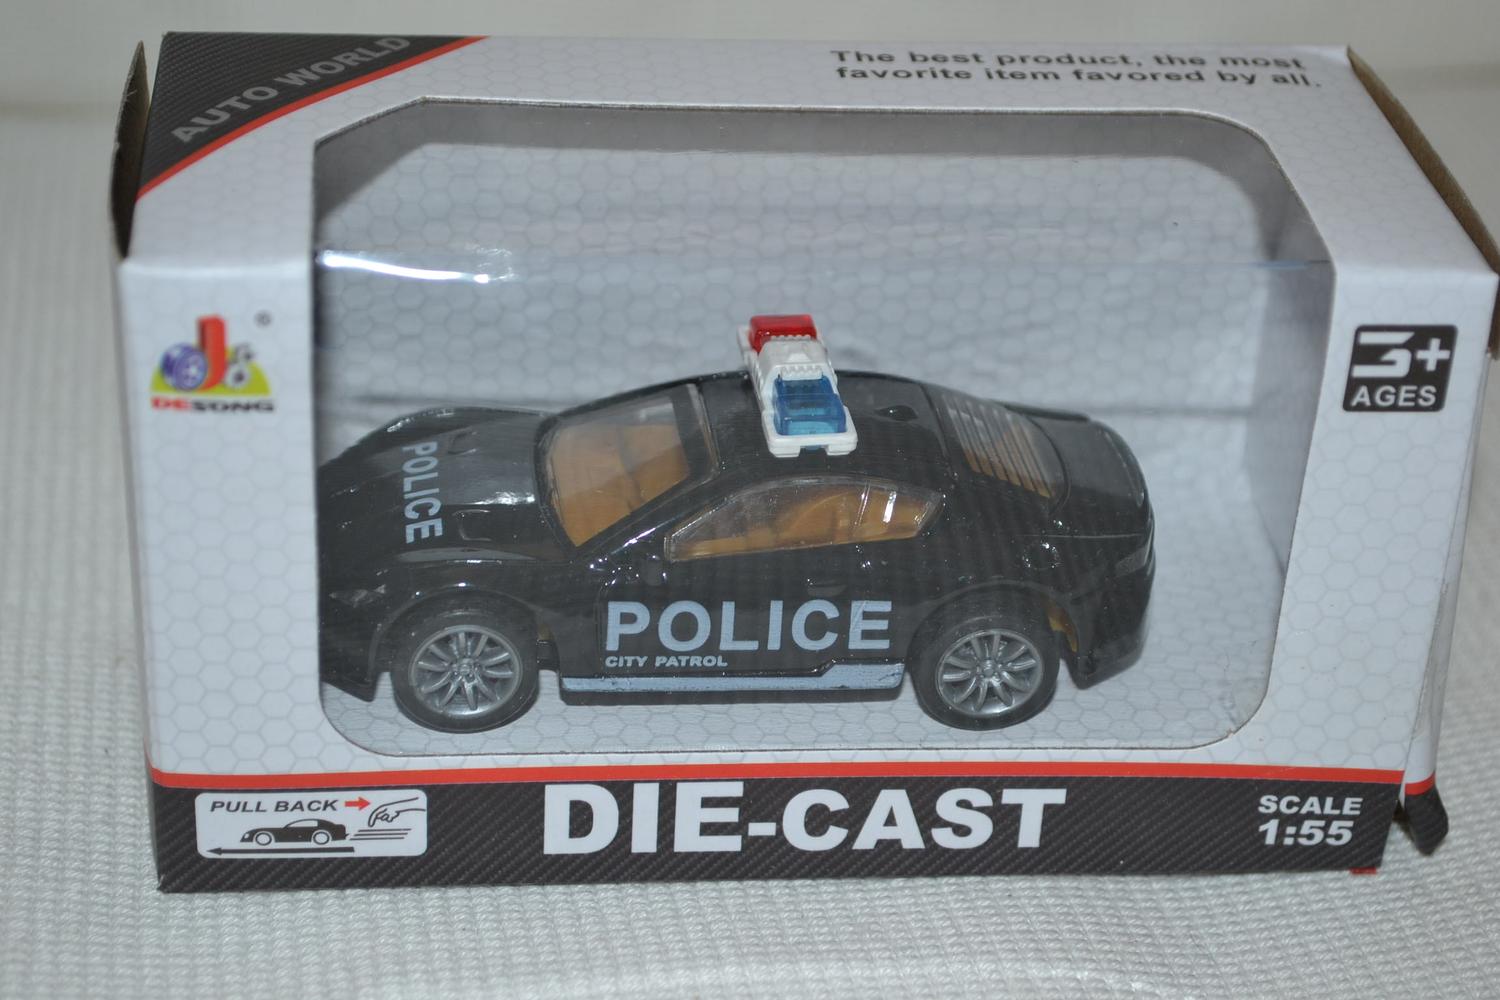 AUTO WORLD
The best product, the most
favorite item favored by all.
DESONG
3+
AGES
POLICE
POLICE
CITY PATROL
PULL BACK
DIE-CAST
SCALE
1:55